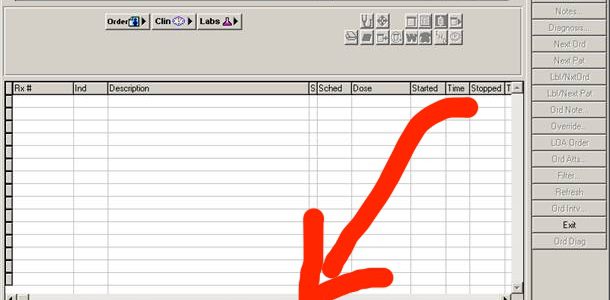 Notes...
Order Clin Labs
Diagnosis...
Next Ord
Next Pat
Lbl/NxtOrd
Rx # Ind Description S Sched Dose Started Time Stopped T
Lbl/Next Pat
Ord Note...
Override...
LOA Order
Ord Atta...
Filter...
Refresh
Ord Intv...
Exit
Ord Diag